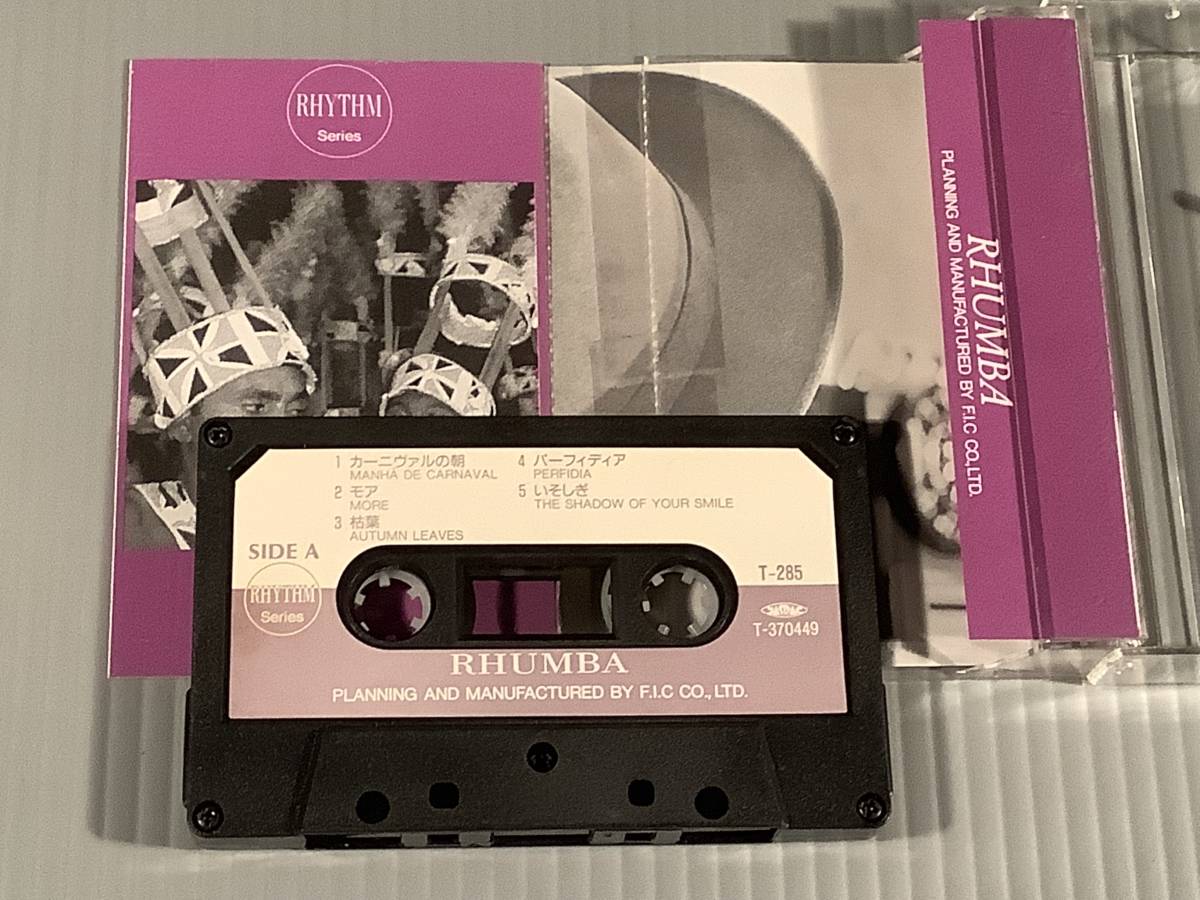 RHYTHM
Series
RHUMBA
PLANNING AND MANUFACTURED BY F.I.C CO.,LTD.
1 カーニヴァルの朝
MANHÃ DE CARNAVAL
2 モア
MORE
3 枯葉
AUTUMN LEAVES
4 パーフィディア
PERFIDIA
5 いそしぎ
THE SHADOW OF YOUR SMILE
SIDE A
RHYTHM
Series
T-285
JASRAC
T-370449
RHUMBA
PLANNING AND MANUFACTURED BY F.I.C CO., LTD.